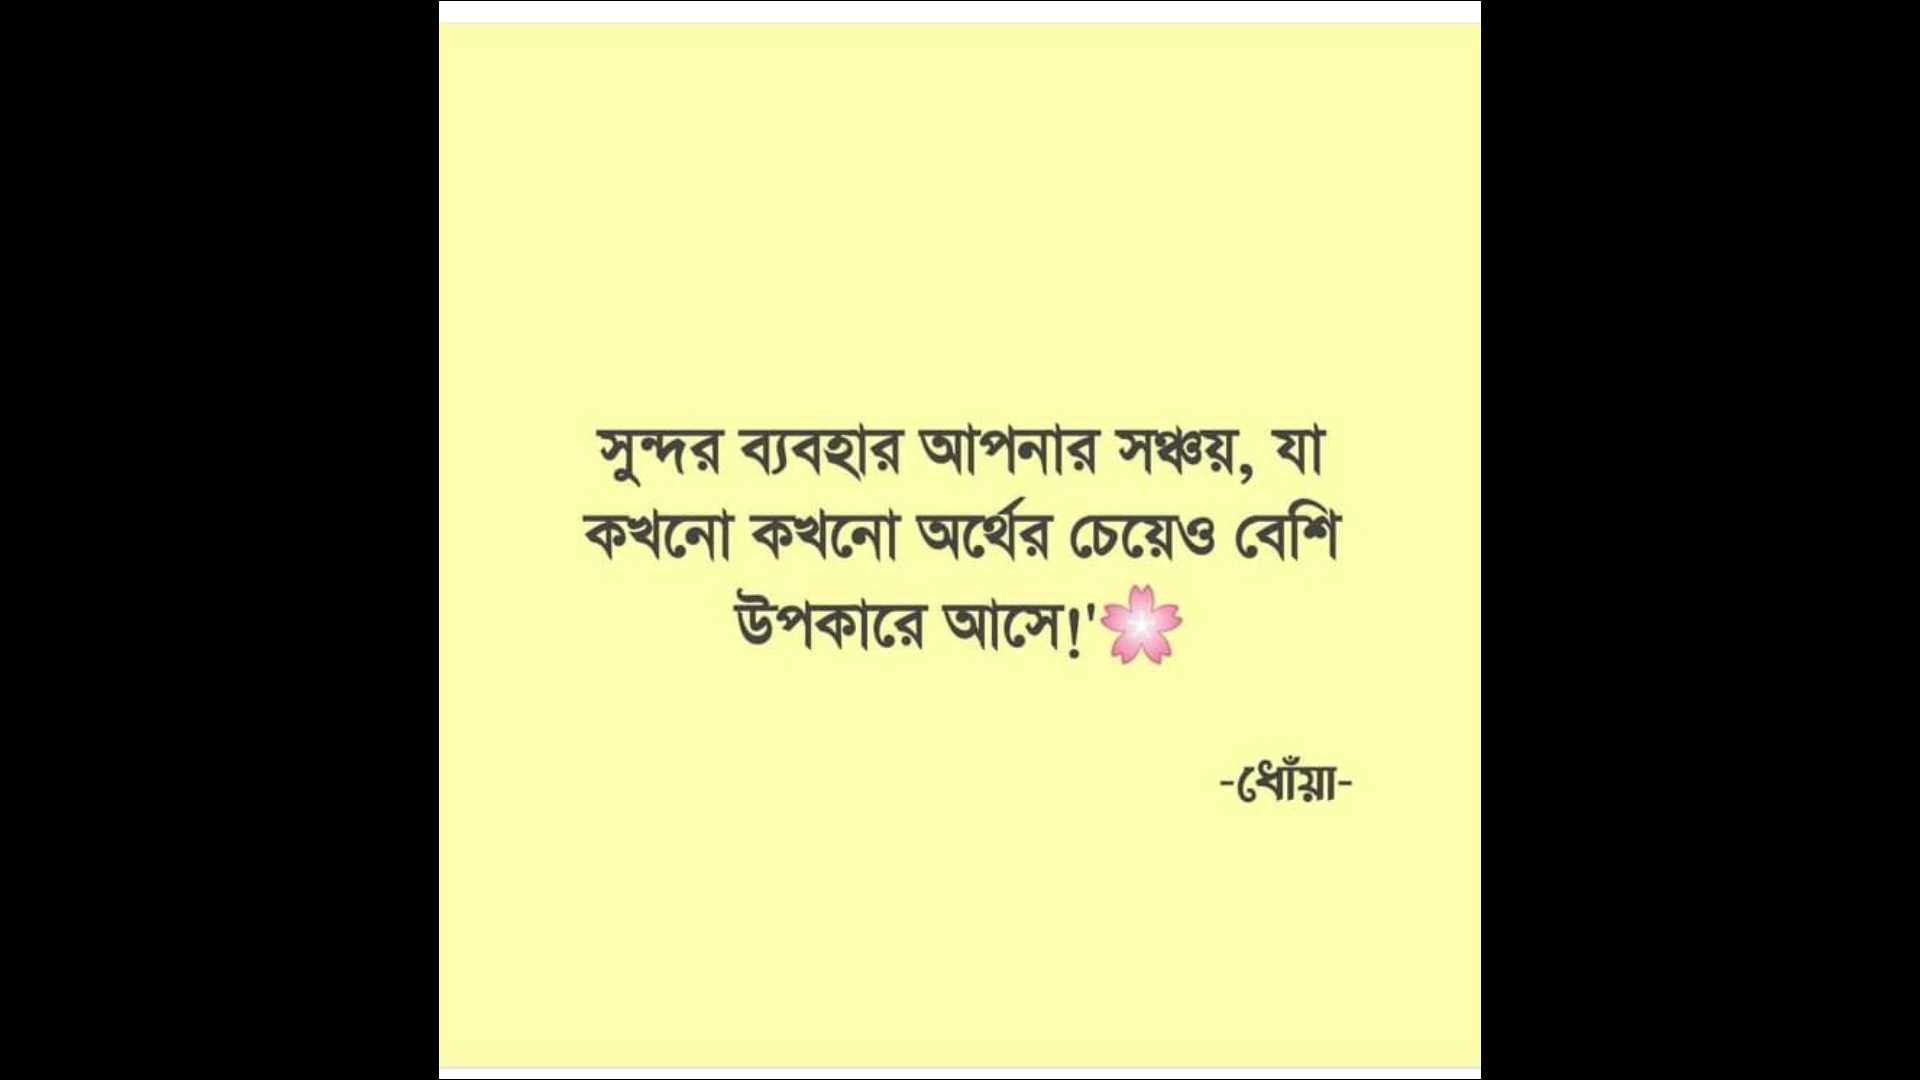 সুন্দর ব্যবহার আপনার সঞ্চয়, যা
কখনো কখনো অর্থের চেয়েও বেশি
উপকারে আসে!'🌸
-ধোঁয়া-